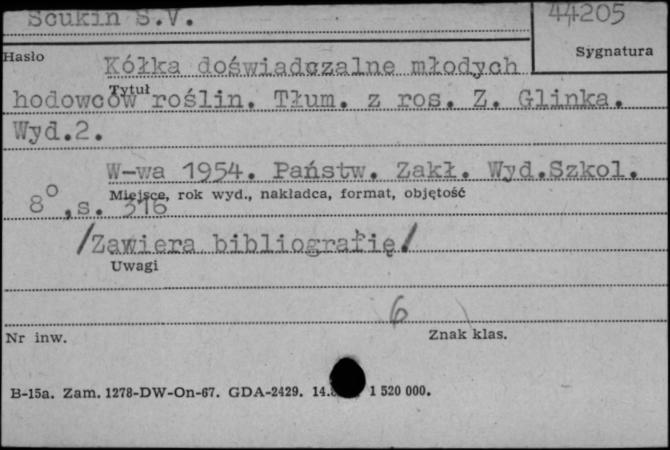 Scukin S.V.
44205
Hasło
Sygnatura
Kółka doświadczalne młodych
Tytuł
hodowców roślin. Tłum. z ros. Z. Glinka.
Wyd.2.
W-wa 1954. Państw. Zakł. Wyd.Szkol.
Miejsce, rok wyd., nakładca, format, objętość
8°,s. 316
/Zawiera bibliografię/
Uwagi
6
Nr inw.
Znak klas.
B-15a. Zam. 1278-DW-On-67. GDA-2429. 14. 1 520 000.